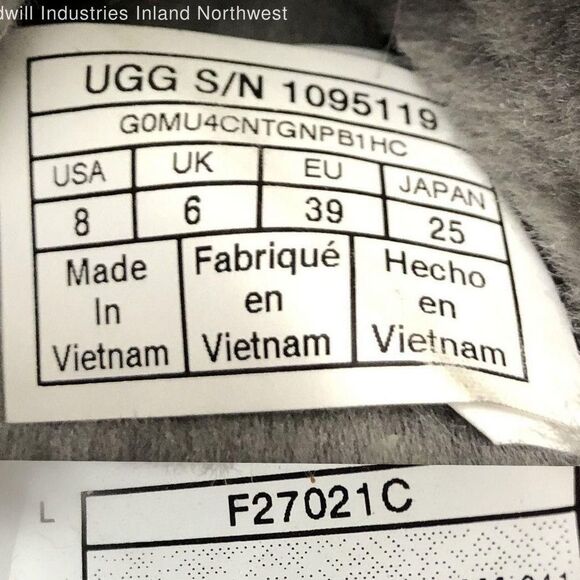 dwill Industries Inland Northwest
UGG S/N 1095119
G0MU4CNTGNPB1HC
USA UK EU JAPAN
8 6 39 25
Made In Vietnam
Fabriqué en Vietnam
Hecho en Vietnam
L F27021C